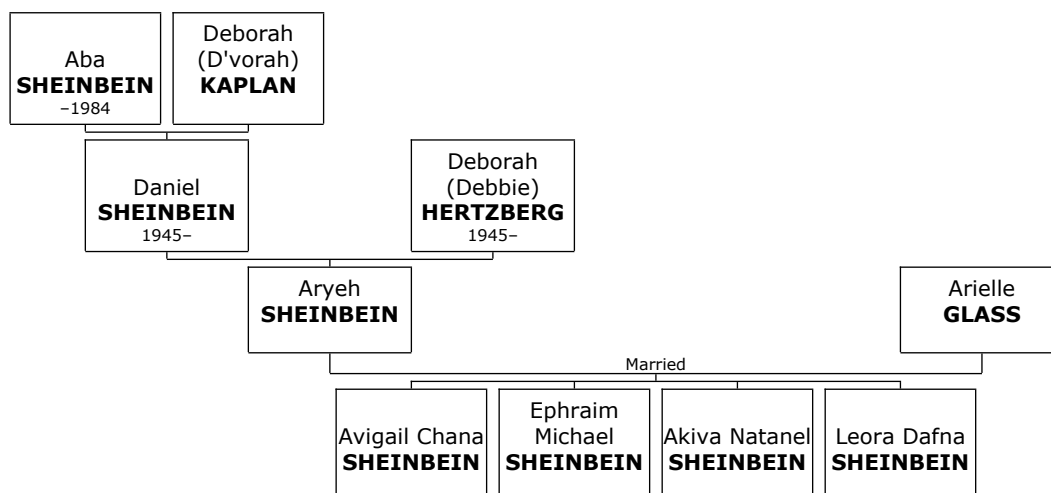 Aba
SHEINBEIN
–1984
Deborah
(D'vorah)
KAPLAN
Daniel
SHEINBEIN
1945–
Deborah
(Debbie)
HERTZBERG
1945–
Aryeh
SHEINBEIN
Arielle
GLASS
Married
Avigail Chana
SHEINBEIN
Ephraim
Michael
SHEINBEIN
Akiva Natanel
SHEINBEIN
Leora Dafna
SHEINBEIN